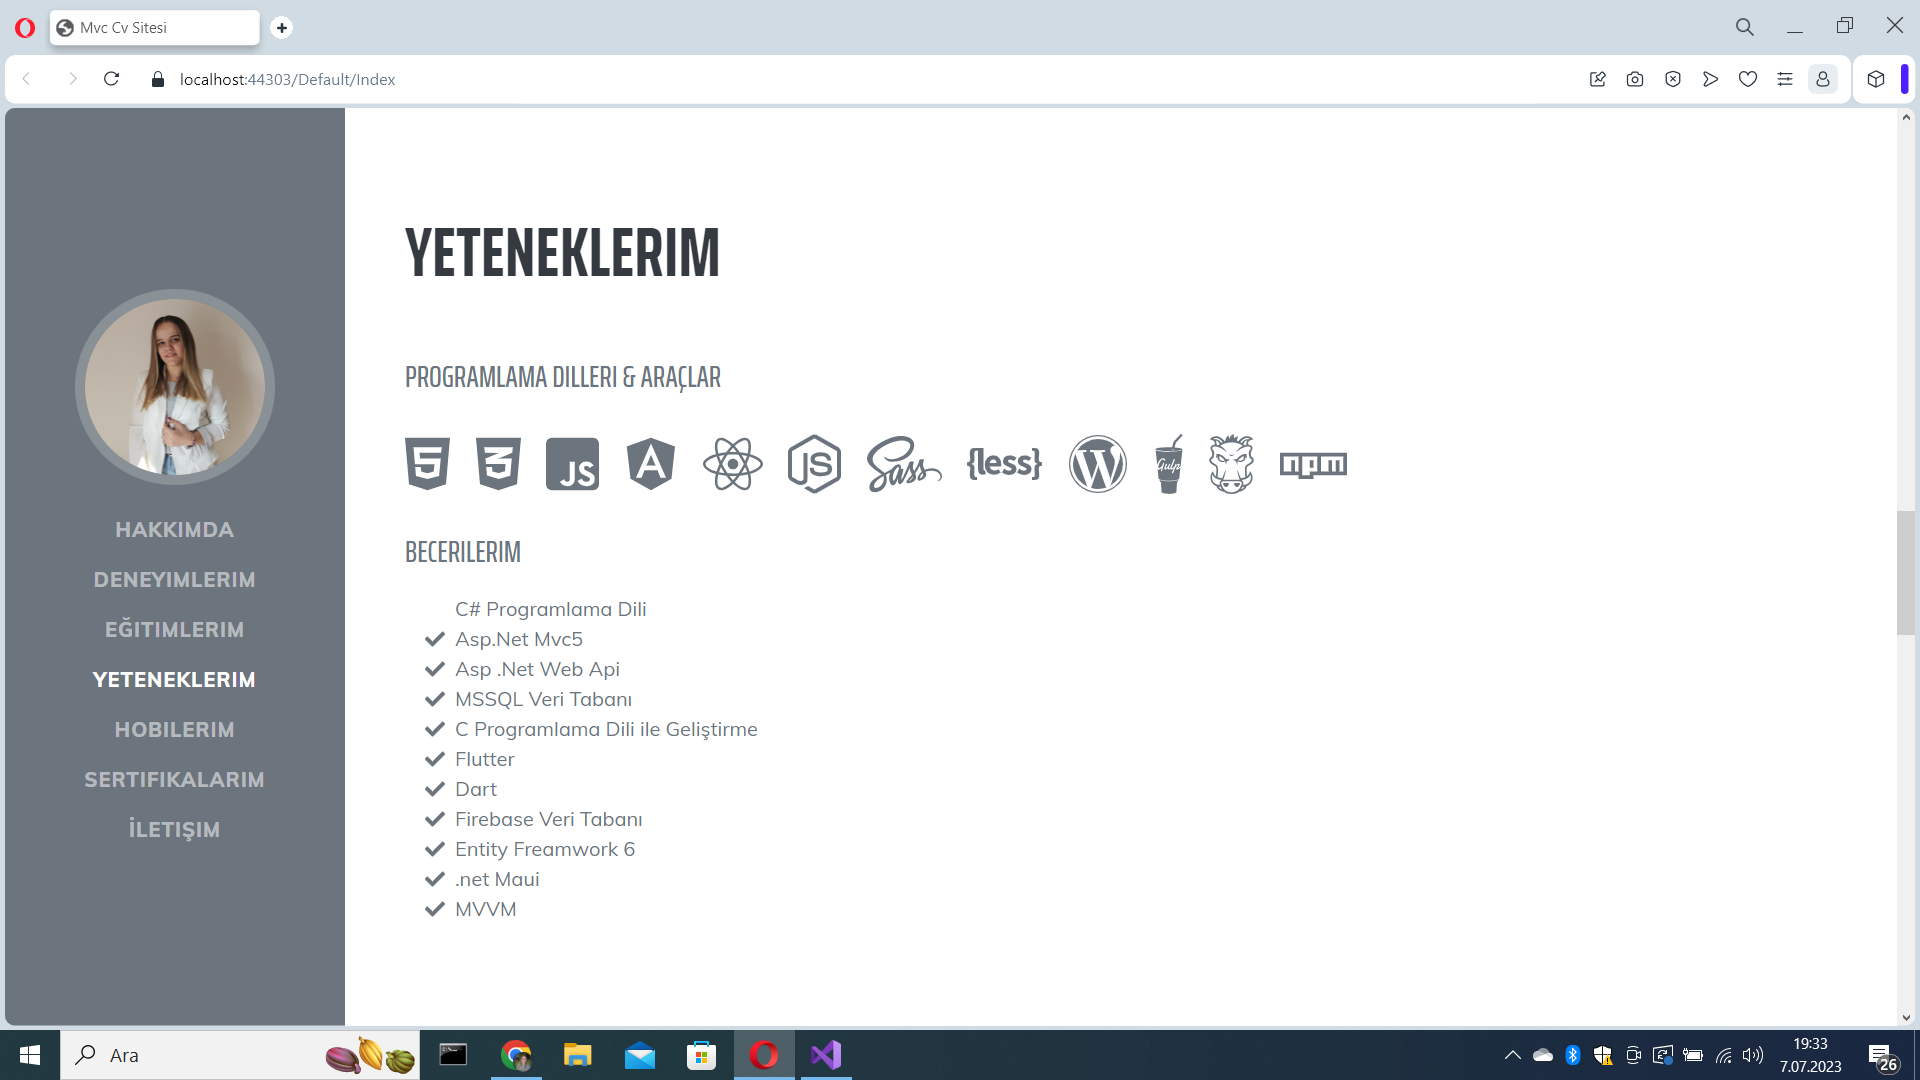 Mvc Cv Sitesi
localhost:44303/Default/Index
HAKKIMDA
DENEYIMLERIM
EĞITIMLERIM
YETENEKLERIM
HOBILERIM
SERTIFIKALARIM
İLETIŞIM
YETENEKLERIM
PROGRAMLAMA DILLERI & ARAÇLAR
JS
JS
Sass
{less}
Gulp
npm
BECERILERIM
C# Programlama Dili
Asp.Net Mvc5
Asp .Net Web Api
MSSQL Veri Tabanı
C Programlama Dili ile Geliştirme
Flutter
Dart
Firebase Veri Tabanı
Entity Freamwork 6
.net Maui
MVVM
Ara
19:33
7.07.2023
26